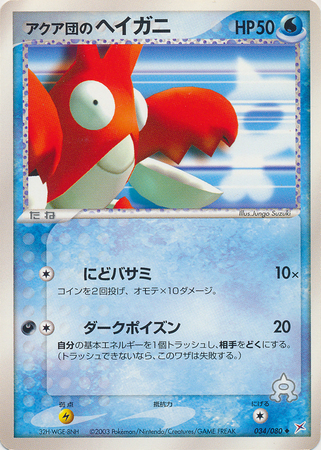 アクア団のヘイガニ HP50
たね
Illus.Jungo Suzuki
にどバサミ 10×
コインを2回投げ、オモテ×10ダメージ。
ダークポイズン 20
自分の基本エネルギーを1個トラッシュし、相手をどくにする。
(トラッシュできないなら、このワザは失敗する。)
弱点 抵抗力 にげる
32H-WGE 8NH ©2003 Pokémon/Nintendo/Creatures/GAME FREAK 034/080